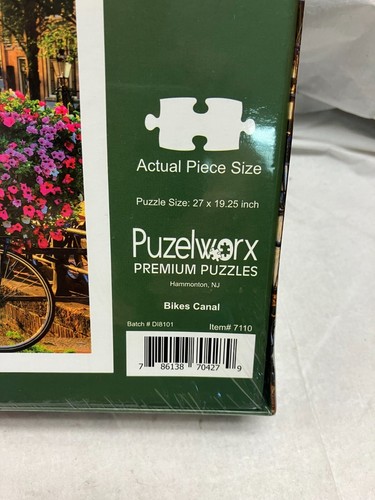 Actual Piece Size
Puzzle Size: 27 x 19.25 inch
Puzelworx
PREMIUM PUZZLES
Hammonton, NJ
Bikes Canal
Batch # DI8101 Item# 7110
7 86138 70427 9